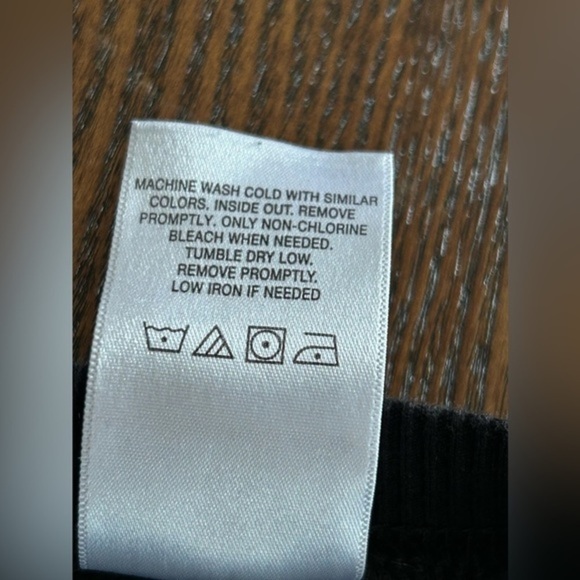 MACHINE WASH COLD WITH SIMILAR
COLORS. INSIDE OUT. REMOVE
PROMPTLY. ONLY NON-CHLORINE
BLEACH WHEN NEEDED.
TUMBLE DRY LOW.
REMOVE PROMPTLY.
LOW IRON IF NEEDED